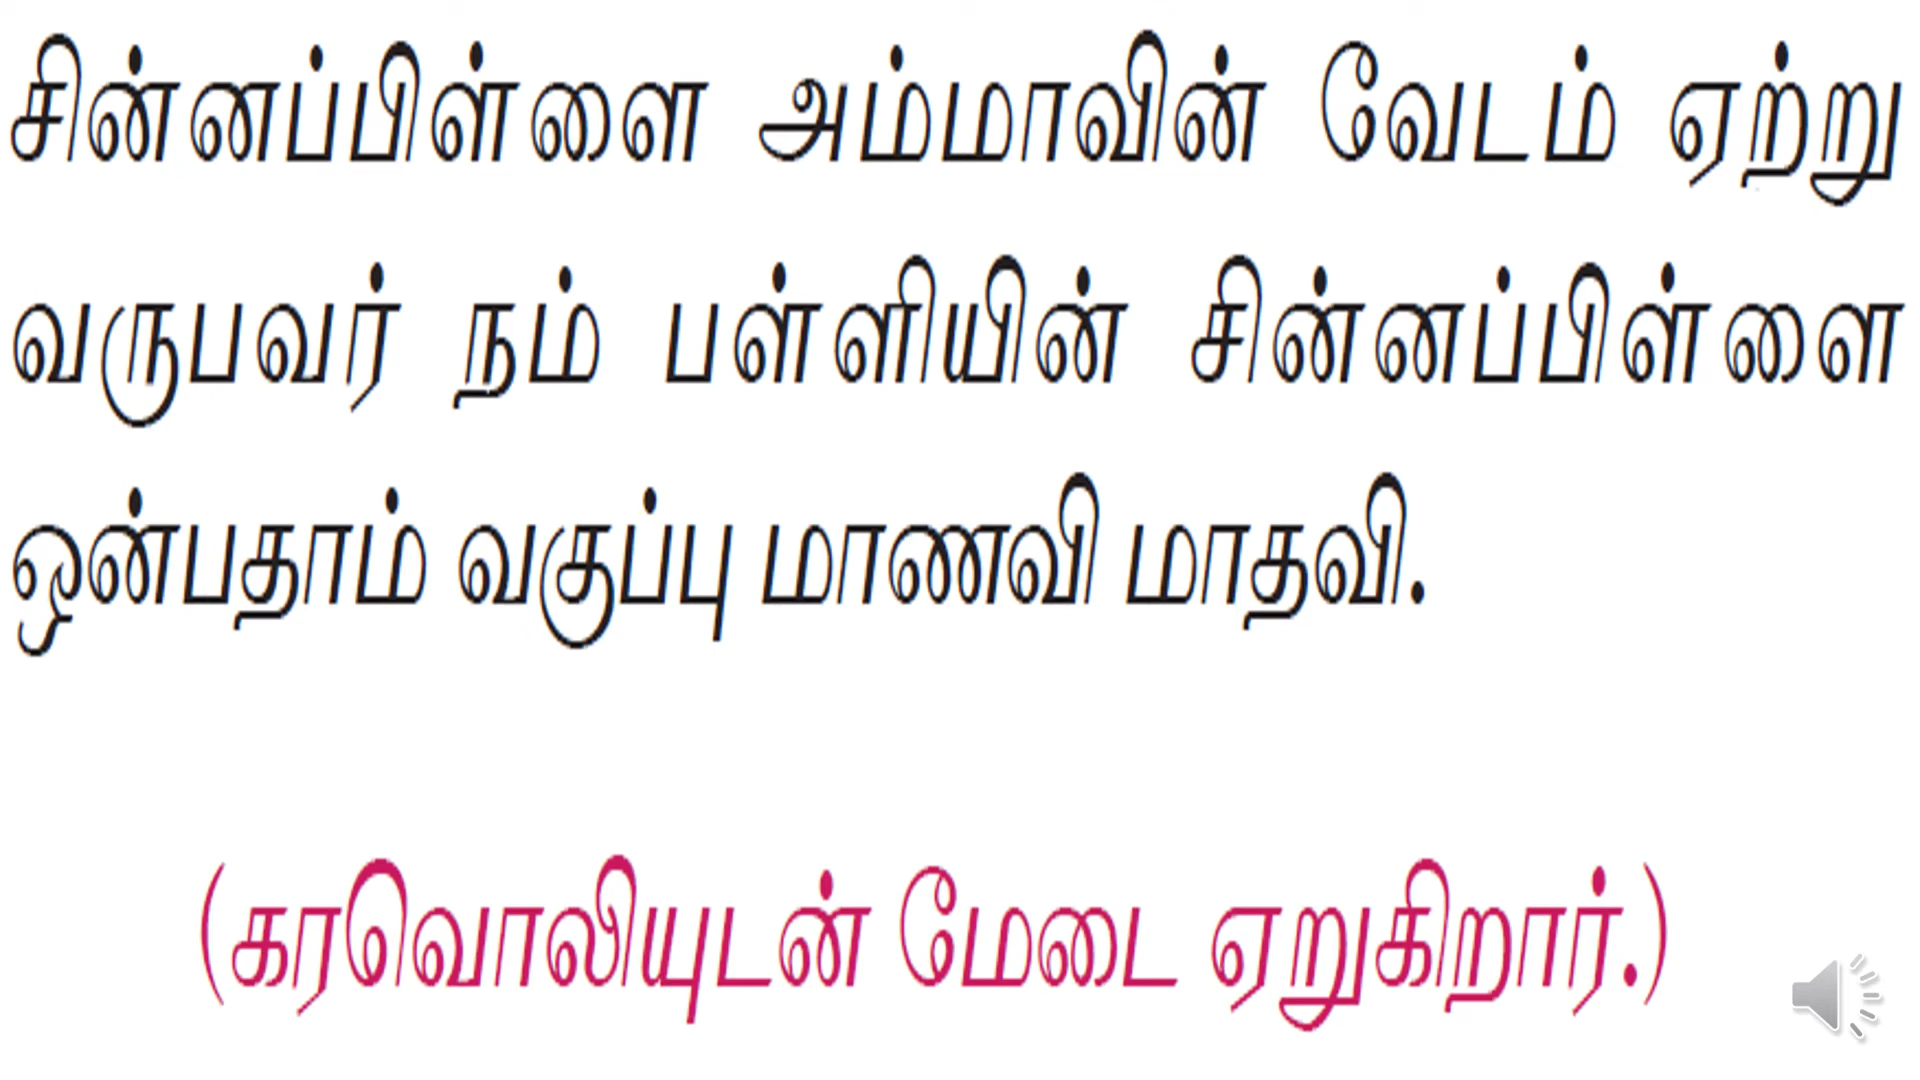 சின்னப்பிள்ளை அம்மாவின் வேடம் ஏற்று
வருபவர் நம் பள்ளியின் சின்னப்பிள்ளை
ஒன்பதாம் வகுப்பு மாணவி மாதவி.
(கரவொலியுடன் மேடை ஏறுகிறார்.)